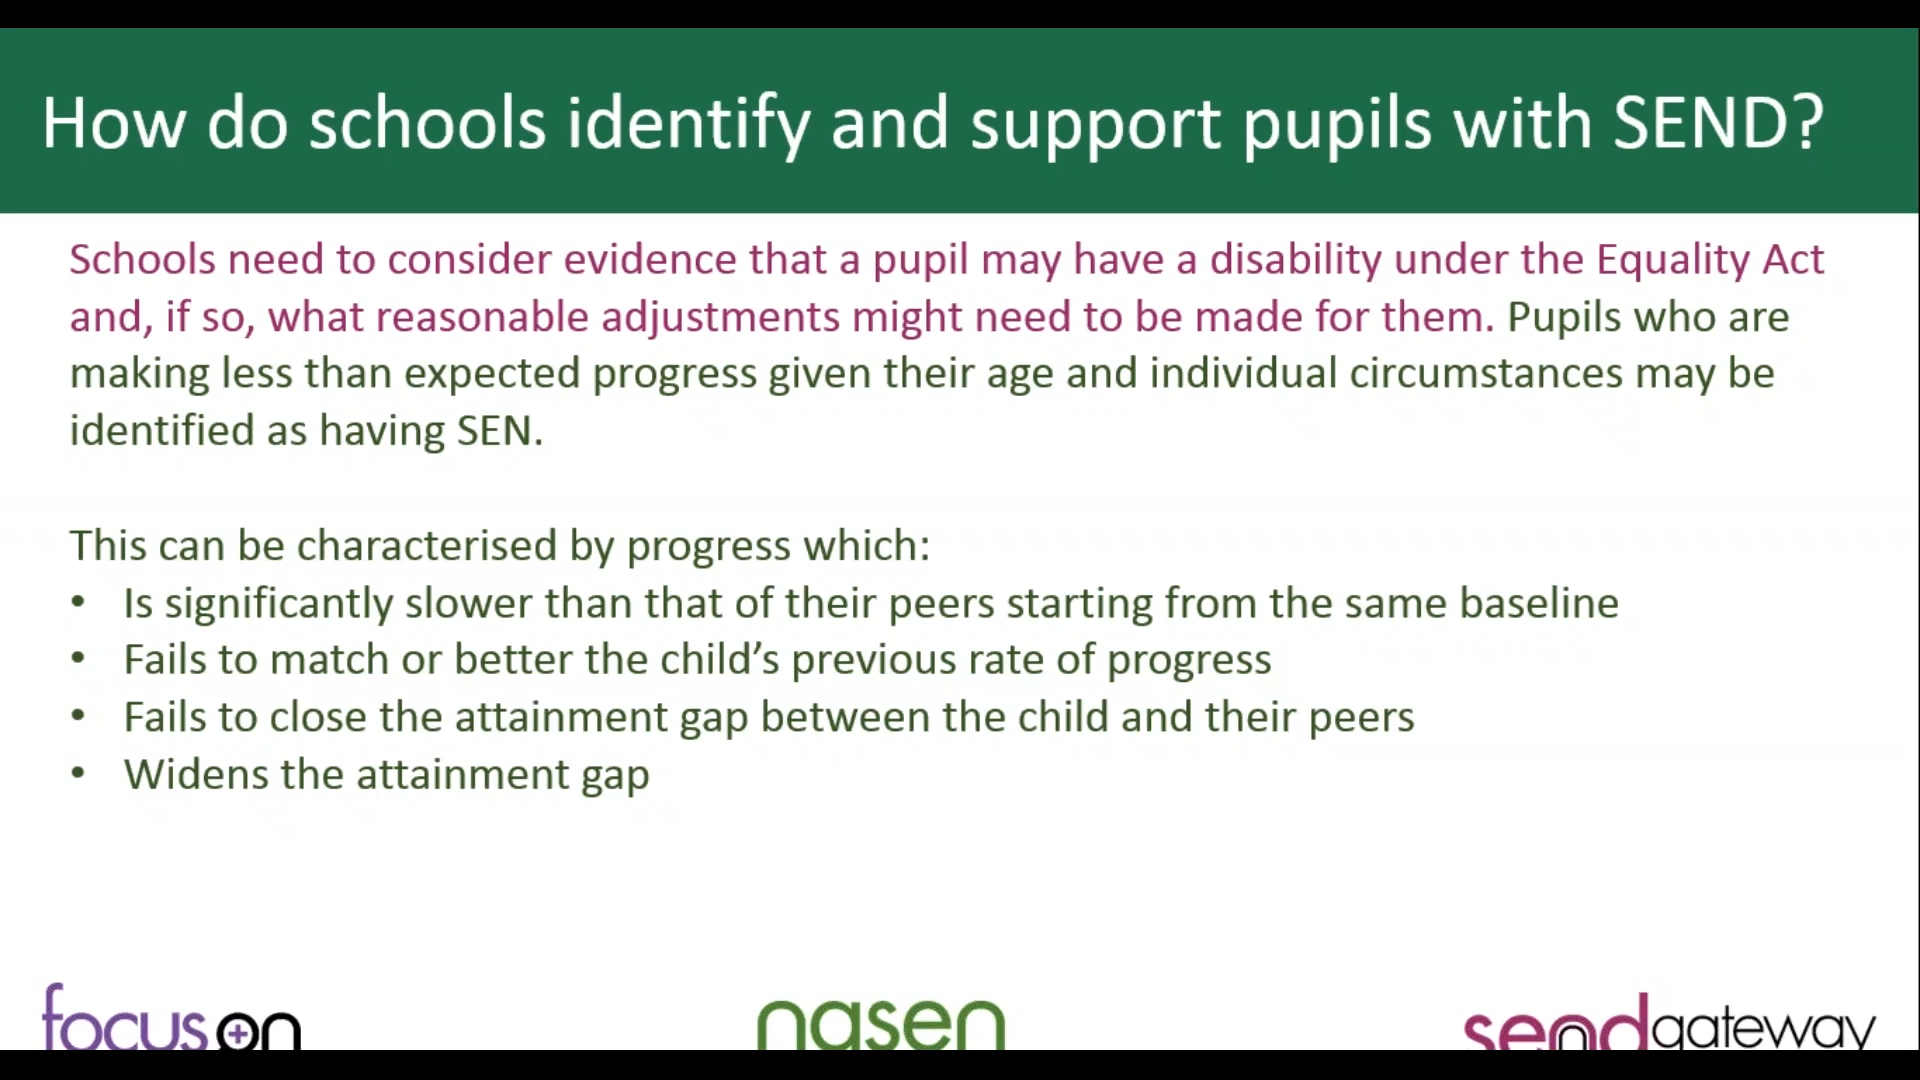 How do schools identify and support pupils with SEND?
Schools need to consider evidence that a pupil may have a disability under the Equality Act
and, if so, what reasonable adjustments might need to be made for them. Pupils who are
making less than expected progress given their age and individual circumstances may be
identified as having SEN.
This can be characterised by progress which:
• Is significantly slower than that of their peers starting from the same baseline
• Fails to match or better the child’s previous rate of progress
• Fails to close the attainment gap between the child and their peers
• Widens the attainment gap
focus on
nasen
sendgateway